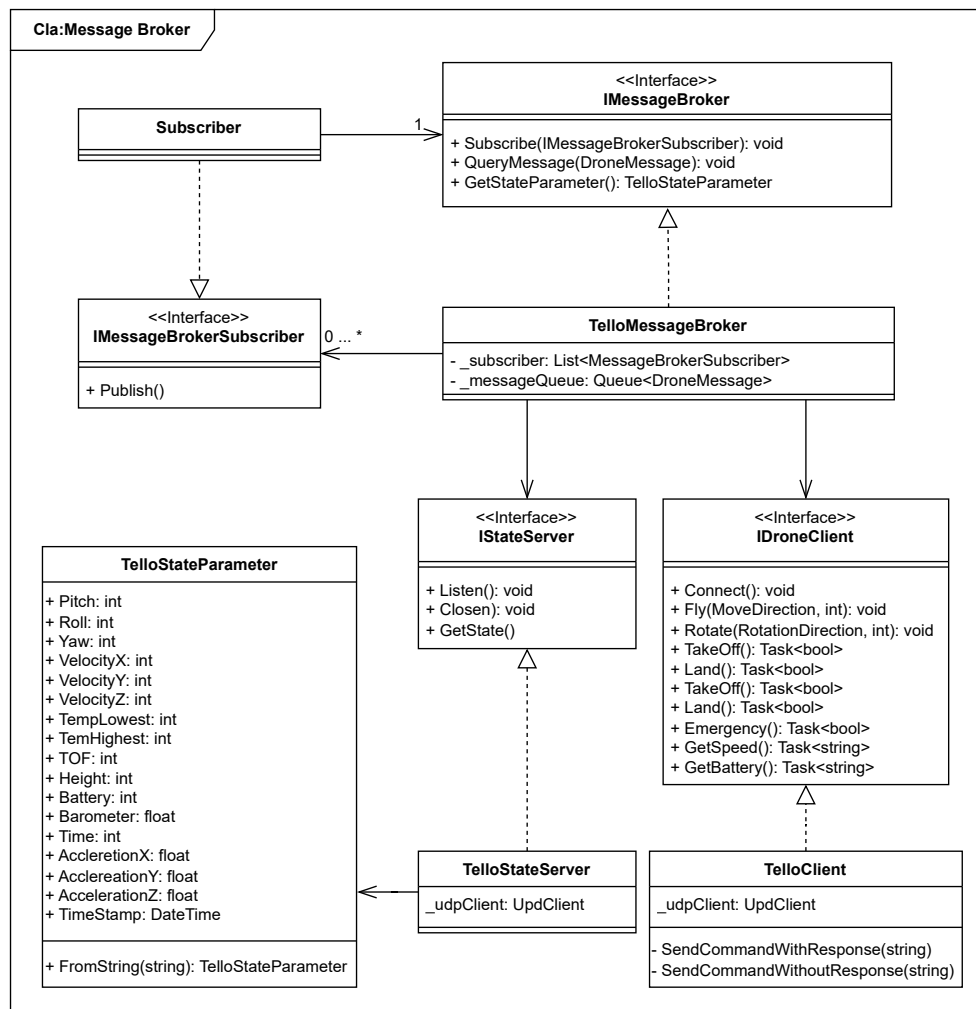 Cla:Message Broker
<<Interface>>
IMessageBroker
+ Subscribe(IMessageBrokerSubscriber): void
+ QueryMessage(DroneMessage): void
+ GetStateParameter(): TelloStateParameter
Subscriber
1
<<Interface>>
IMessageBrokerSubscriber
+ Publish()
0 ... *
TelloMessageBroker
- _subscriber: List<MessageBrokerSubscriber>
- _messageQueue: Queue<DroneMessage>
<<Interface>>
IStateServer
+ Listen(): void
+ Closen): void
+ GetState()
<<Interface>>
IDroneClient
+ Connect(): void
+ Fly(MoveDirection, int): void
+ Rotate(RotationDirection, int): void
+ TakeOff(): Task<bool>
+ Land(): Task<bool>
+ TakeOff(): Task<bool>
+ Land(): Task<bool>
+ Emergency(): Task<bool>
+ GetSpeed(): Task<string>
+ GetBattery(): Task<string>
TelloStateParameter
+ Pitch: int
+ Roll: int
+ Yaw: int
+ VelocityX: int
+ VelocityY: int
+ VelocityZ: int
+ TempLowest: int
+ TemHighest: int
+ TOF: int
+ Height: int
+ Battery: int
+ Barometer: float
+ Time: int
+ AccleretionX: float
+ AcclereationY: float
+ AccelerationZ: float
+ TimeStamp: DateTime
+ FromString(string): TelloStateParameter
TelloStateServer
_udpClient: UpdClient
TelloClient
_udpClient: UpdClient
- SendCommandWithResponse(string)
- SendCommandWithoutResponse(string)